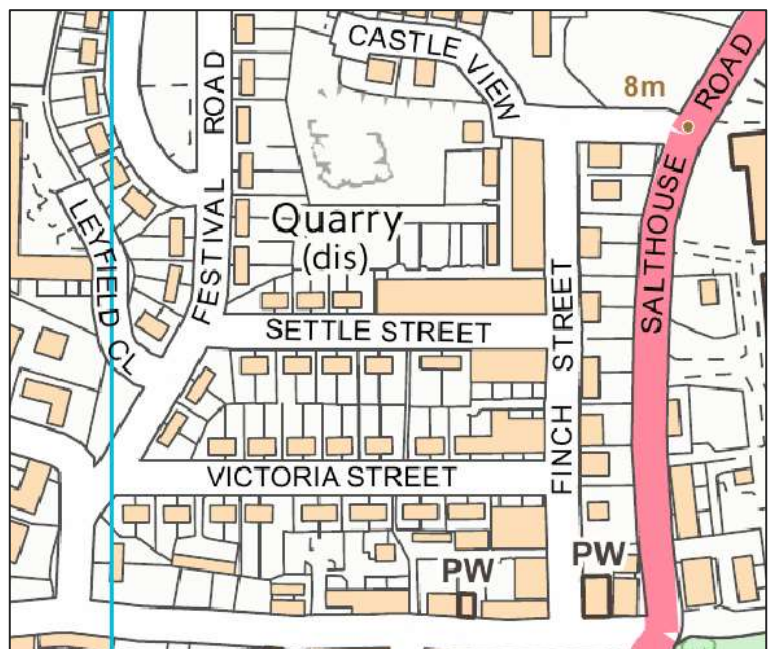 CASTLE VIEW
8m
FESTIVAL ROAD
SALTHOUSE ROAD
LEYFIELD CL
Quarry
(dis)
SETTLE STREET
FINCH STREET
VICTORIA STREET
PW
PW